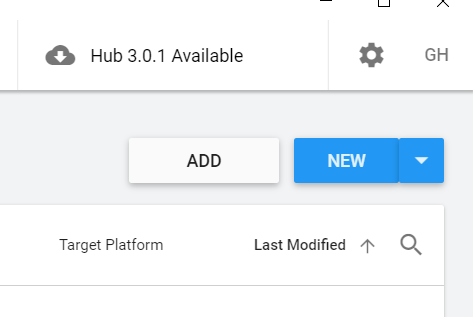 Hub 3.0.1 Available
GH
ADD
NEW
Target Platform
Last Modified